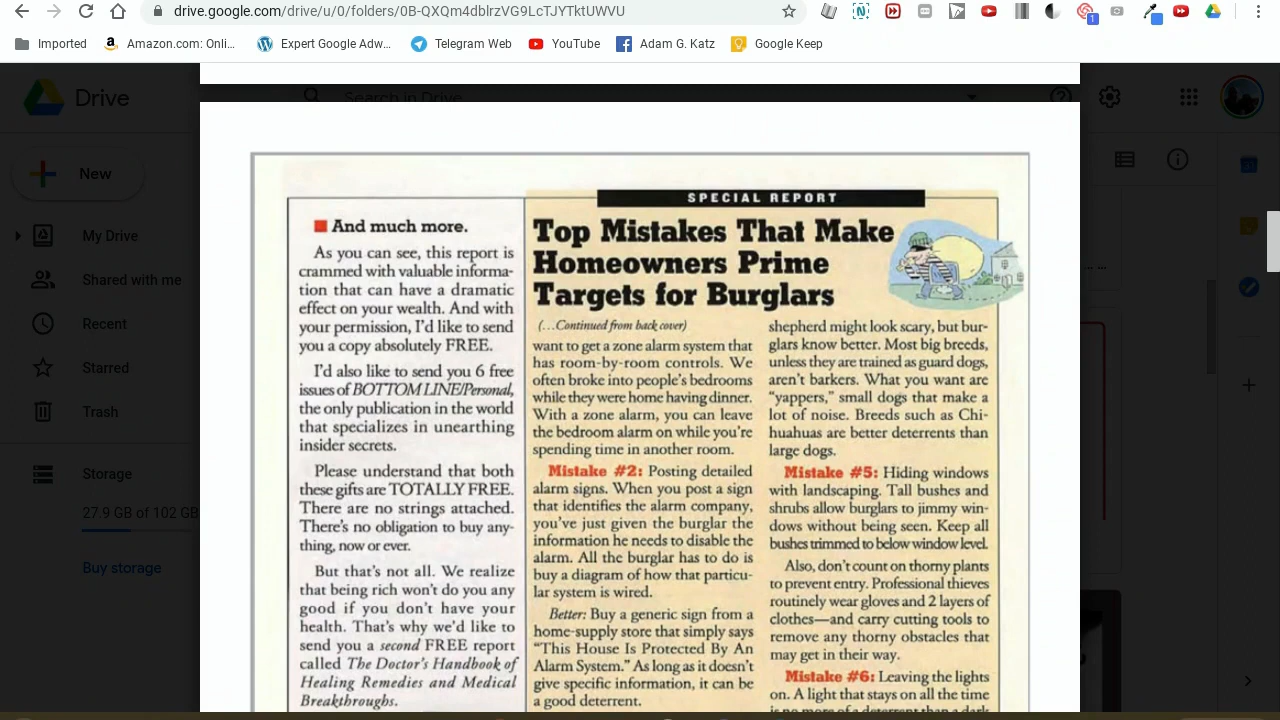 drive.google.com/drive/u/0/folders/0B-QXQm4dblrzVG9LcTJYTktUWVU
1
Imported
Amazon.com: Onli...
Expert Google Adw...
Telegram Web
YouTube
Adam G. Katz
Google Keep
Drive
Search in Drive
New
My Drive
Shared with me
Recent
Starred
Trash
Storage
27.9 GB of 102 GB
Buy storage
And much more.
As you can see, this report is
crammed with valuable informa-
tion that can have a dramatic
effect on your wealth. And with
your permission, I'd like to send
you a copy absolutely FREE.
I'd also like to send you 6 free
issues of BOTTOM LINE/Personal,
the only publication in the world
that specializes in unearthing
insider secrets.
Please understand that both
these gifts are TOTALLY FREE.
There are no strings attached.
There's no obligation to buy any-
thing, now or ever.
But that's not all. We realize
that being rich won't do you any
good if you don't have your
health. That's why we'd like to
send you a second FREE report
called The Doctor's Handbook of
Healing Remedies and Medical
Breakthroughs.
SPECIAL REPORT
Top Mistakes That Make
Homeowners Prime
Targets for Burglars
(...Continued from back cover)
want to get a zone alarm system that
has room-by-room controls. We
often broke into people's bedrooms
while they were home having dinner.
With a zone alarm, you can leave
the bedroom alarm on while you're
spending time in another room.
Mistake #2: Posting detailed
alarm signs. When you post a sign
that identifies the alarm company,
you've just given the burglar the
information he needs to disable the
alarm. All the burglar has to do is
buy a diagram of how that particu-
lar system is wired.
Better: Buy a generic sign from a
home-supply store that simply says
"This House Is Protected By An
Alarm System." As long as it doesn't
give specific information, it can be
a good deterrent.
shepherd might look scary, but bur-
glars know better. Most big breeds,
unless they are trained as guard dogs,
aren't barkers. What you want are
"yappers," small dogs that make a
lot of noise. Breeds such as Chi-
huahuas are better deterrents than
large dogs.
Mistake #5: Hiding windows
with landscaping. Tall bushes and
shrubs allow burglars to jimmy win-
dows without being seen. Keep all
bushes trimmed to below window level.
Also, don't count on thorny plants
to prevent entry. Professional thieves
routinely wear gloves and 2 layers of
clothes—and carry cutting tools to
remove any thorny obstacles that
may get in their way.
Mistake #6: Leaving the lights
on. A light that stays on all the time
is no more of a deterrent than a dark